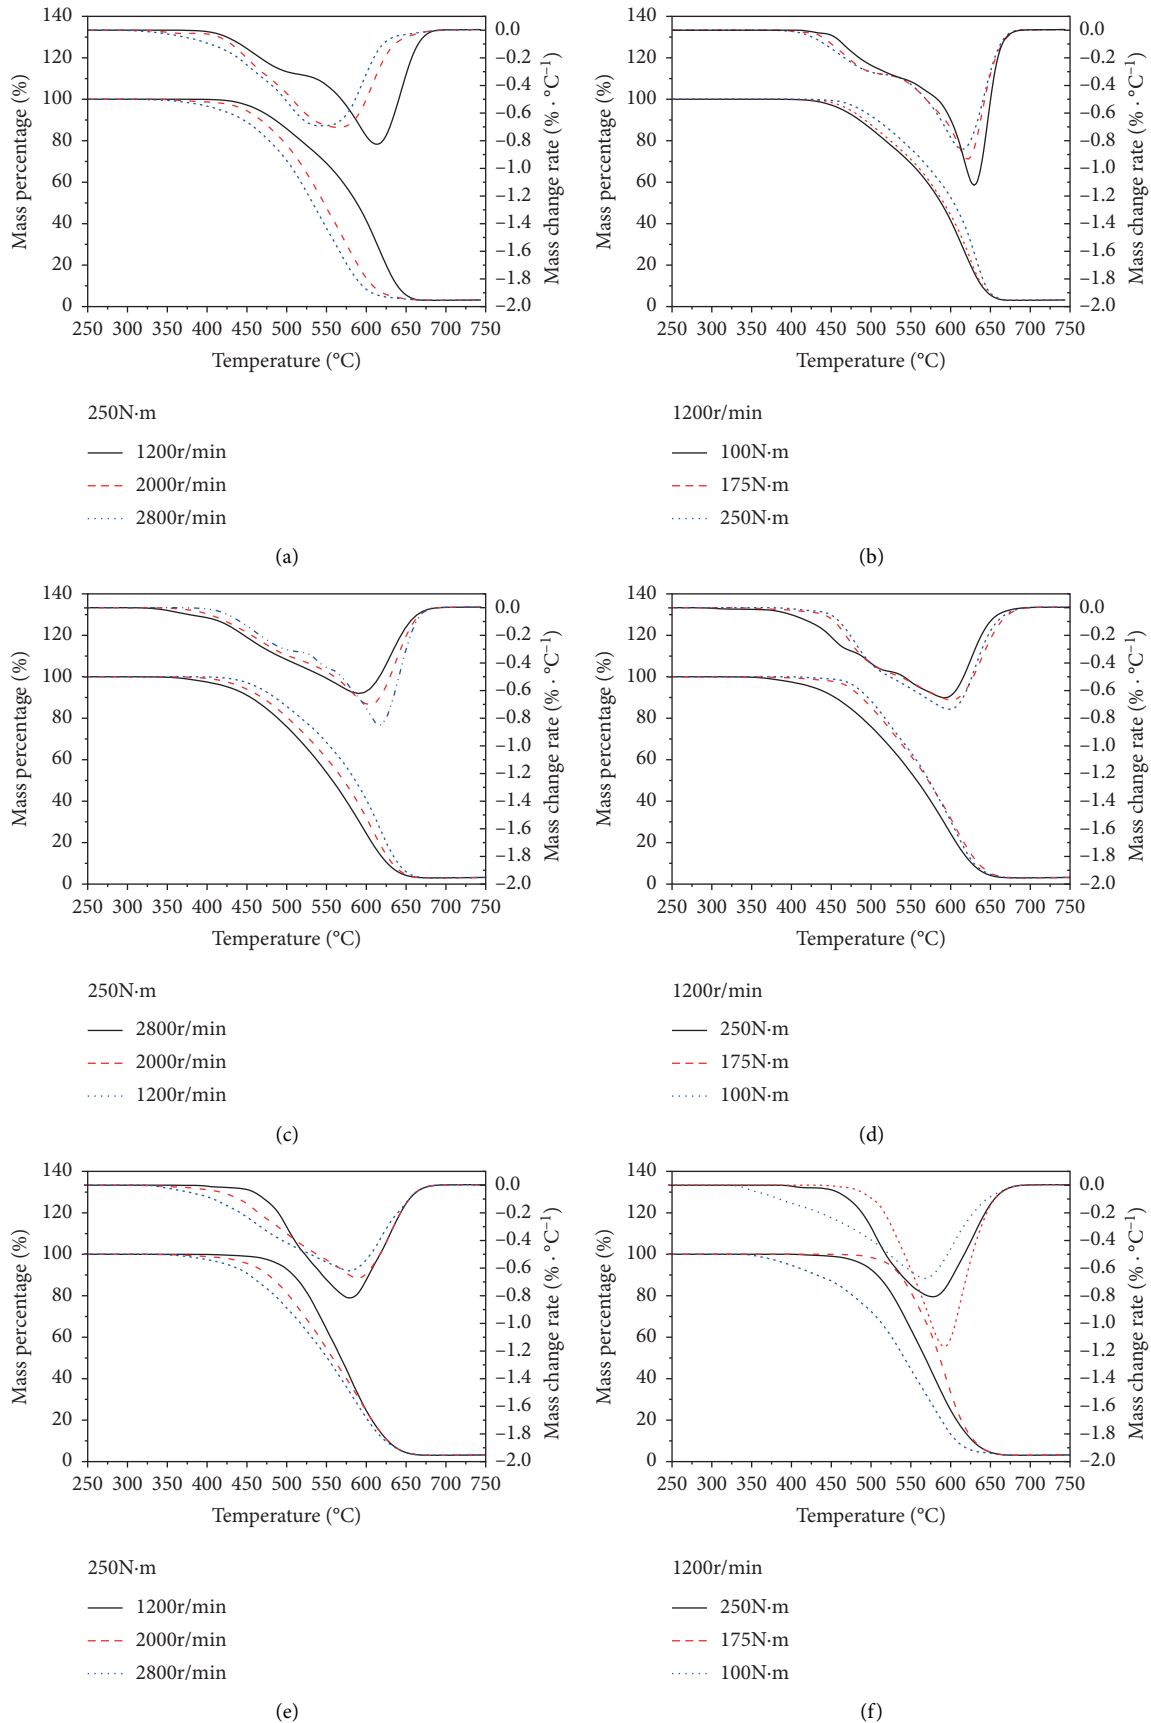 140
120
100
80
60
40
20
0
Mass percentage (%)
0.0
−0.2
−0.4
−0.6
−0.8
−1.0
−1.2
−1.4
−1.6
−1.8
−2.0
Mass change rate (% · °C⁻¹)
250 300 350 400 450 500 550 600 650 700 750
Temperature (°C)
250N·m
1200r/min
2000r/min
2800r/min
(a)
140
120
100
80
60
40
20
0
Mass percentage (%)
0.0
−0.2
−0.4
−0.6
−0.8
−1.0
−1.2
−1.4
−1.6
−1.8
−2.0
Mass change rate (% · °C⁻¹)
250 300 350 400 450 500 550 600 650 700 750
Temperature (°C)
1200r/min
100N·m
175N·m
250N·m
(b)
140
120
100
80
60
40
20
0
Mass percentage (%)
0.0
−0.2
−0.4
−0.6
−0.8
−1.0
−1.2
−1.4
−1.6
−1.8
−2.0
Mass change rate (% · °C⁻¹)
250 300 350 400 450 500 550 600 650 700 750
Temperature (°C)
250N·m
2800r/min
2000r/min
1200r/min
(c)
140
120
100
80
60
40
20
0
Mass percentage (%)
0.0
−0.2
−0.4
−0.6
−0.8
−1.0
−1.2
−1.4
−1.6
−1.8
−2.0
Mass change rate (% · °C⁻¹)
250 300 350 400 450 500 550 600 650 700 750
Temperature (°C)
1200r/min
250N·m
175N·m
100N·m
(d)
140
120
100
80
60
40
20
0
Mass percentage (%)
0.0
−0.2
−0.4
−0.6
−0.8
−1.0
−1.2
−1.4
−1.6
−1.8
−2.0
Mass change rate (% · °C⁻¹)
250 300 350 400 450 500 550 600 650 700 750
Temperature (°C)
250N·m
1200r/min
2000r/min
2800r/min
(e)
140
120
100
80
60
40
20
0
Mass percentage (%)
0.0
−0.2
−0.4
−0.6
−0.8
−1.0
−1.2
−1.4
−1.6
−1.8
−2.0
Mass change rate (% · °C⁻¹)
250 300 350 400 450 500 550 600 650 700 750
Temperature (°C)
1200r/min
250N·m
175N·m
100N·m
(f)